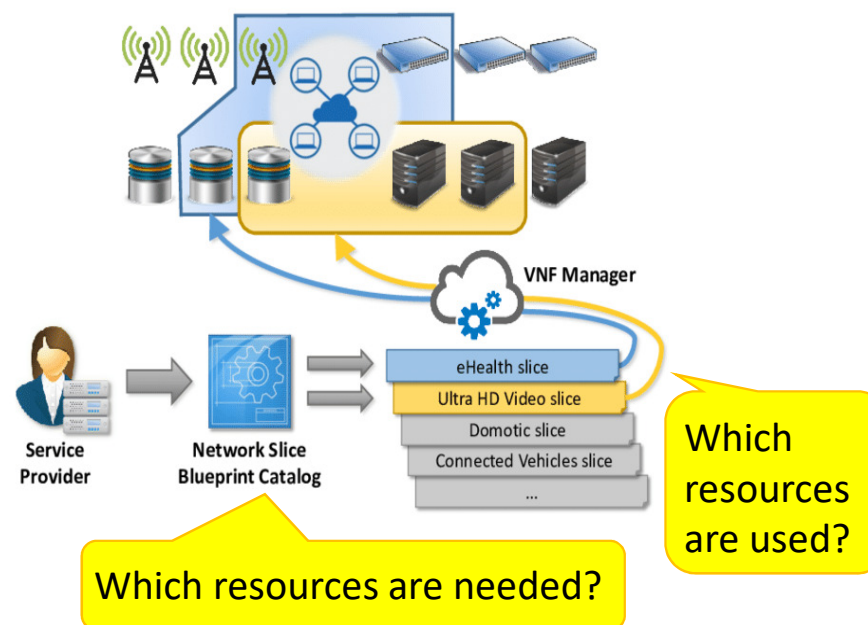 VNF Manager
eHealth slice
Ultra HD Video slice
Domotic slice
Connected Vehicles slice
...
Service
Provider
Network Slice
Blueprint Catalog
Which
resources
are used?
Which resources are needed?